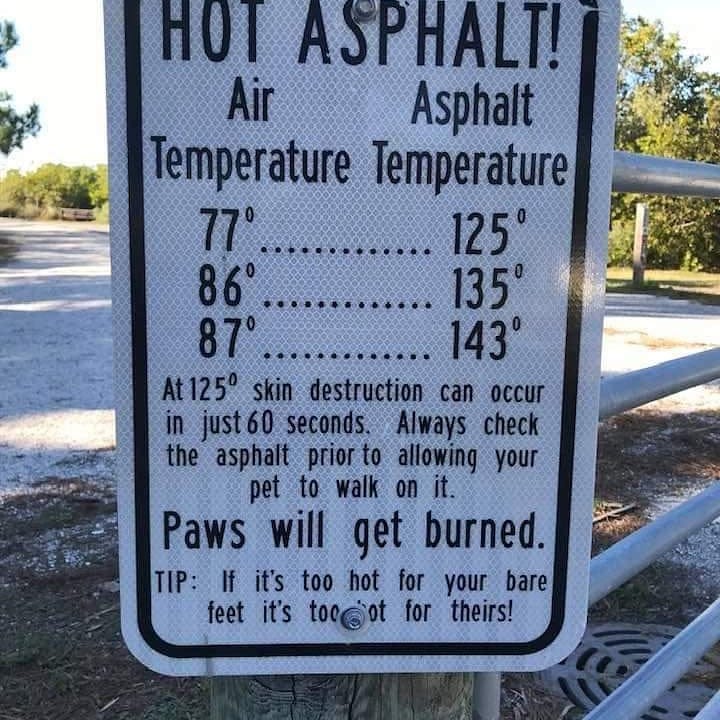 HOT ASPHALT!
Air Asphalt
Temperature Temperature
77° ............. 125°
86° ............. 135°
87° ............. 143°
At 125° skin destruction can occur
in just 60 seconds. Always check
the asphalt prior to allowing your
pet to walk on it.
Paws will get burned.
TIP: If it's too hot for your bare
feet it's too hot for theirs!